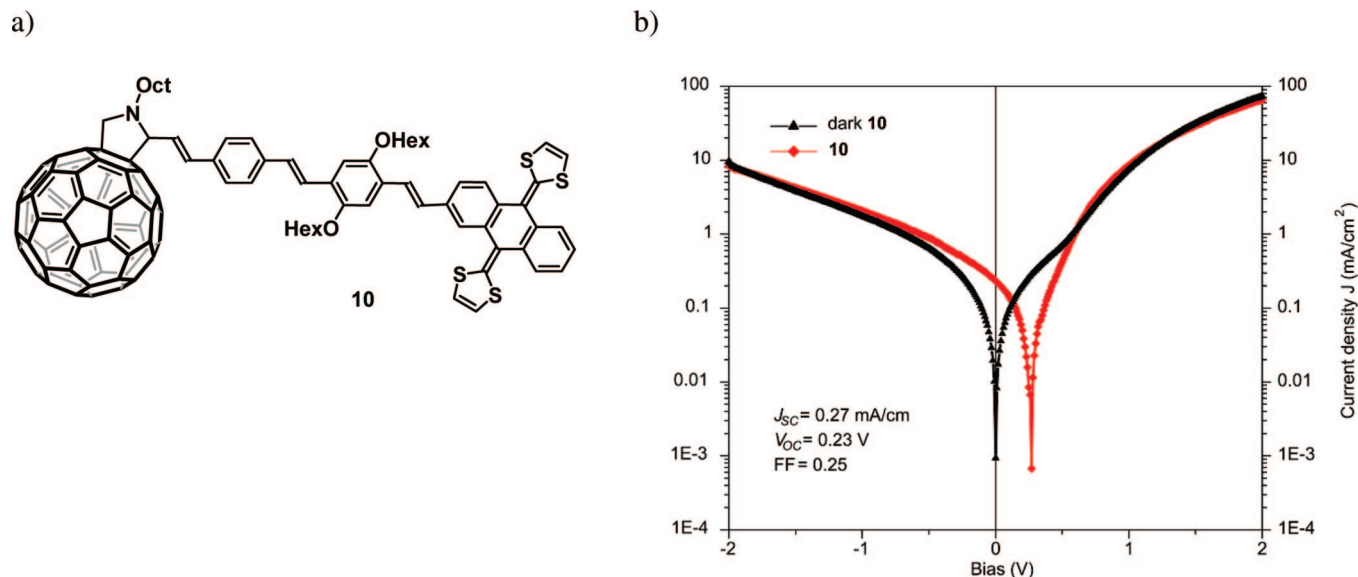 a)
b)
Oct
N
OHex
HexO
S
S
S
S
10
100
10
1
0.1
0.01
1E-3
1E-4
dark 10
10
J_SC = 0.27 mA/cm
V_OC = 0.23 V
FF = 0.25
-2
-1
0
1
2
Bias (V)
100
10
1
0.1
0.01
1E-3
1E-4
Current density J (mA/cm²)